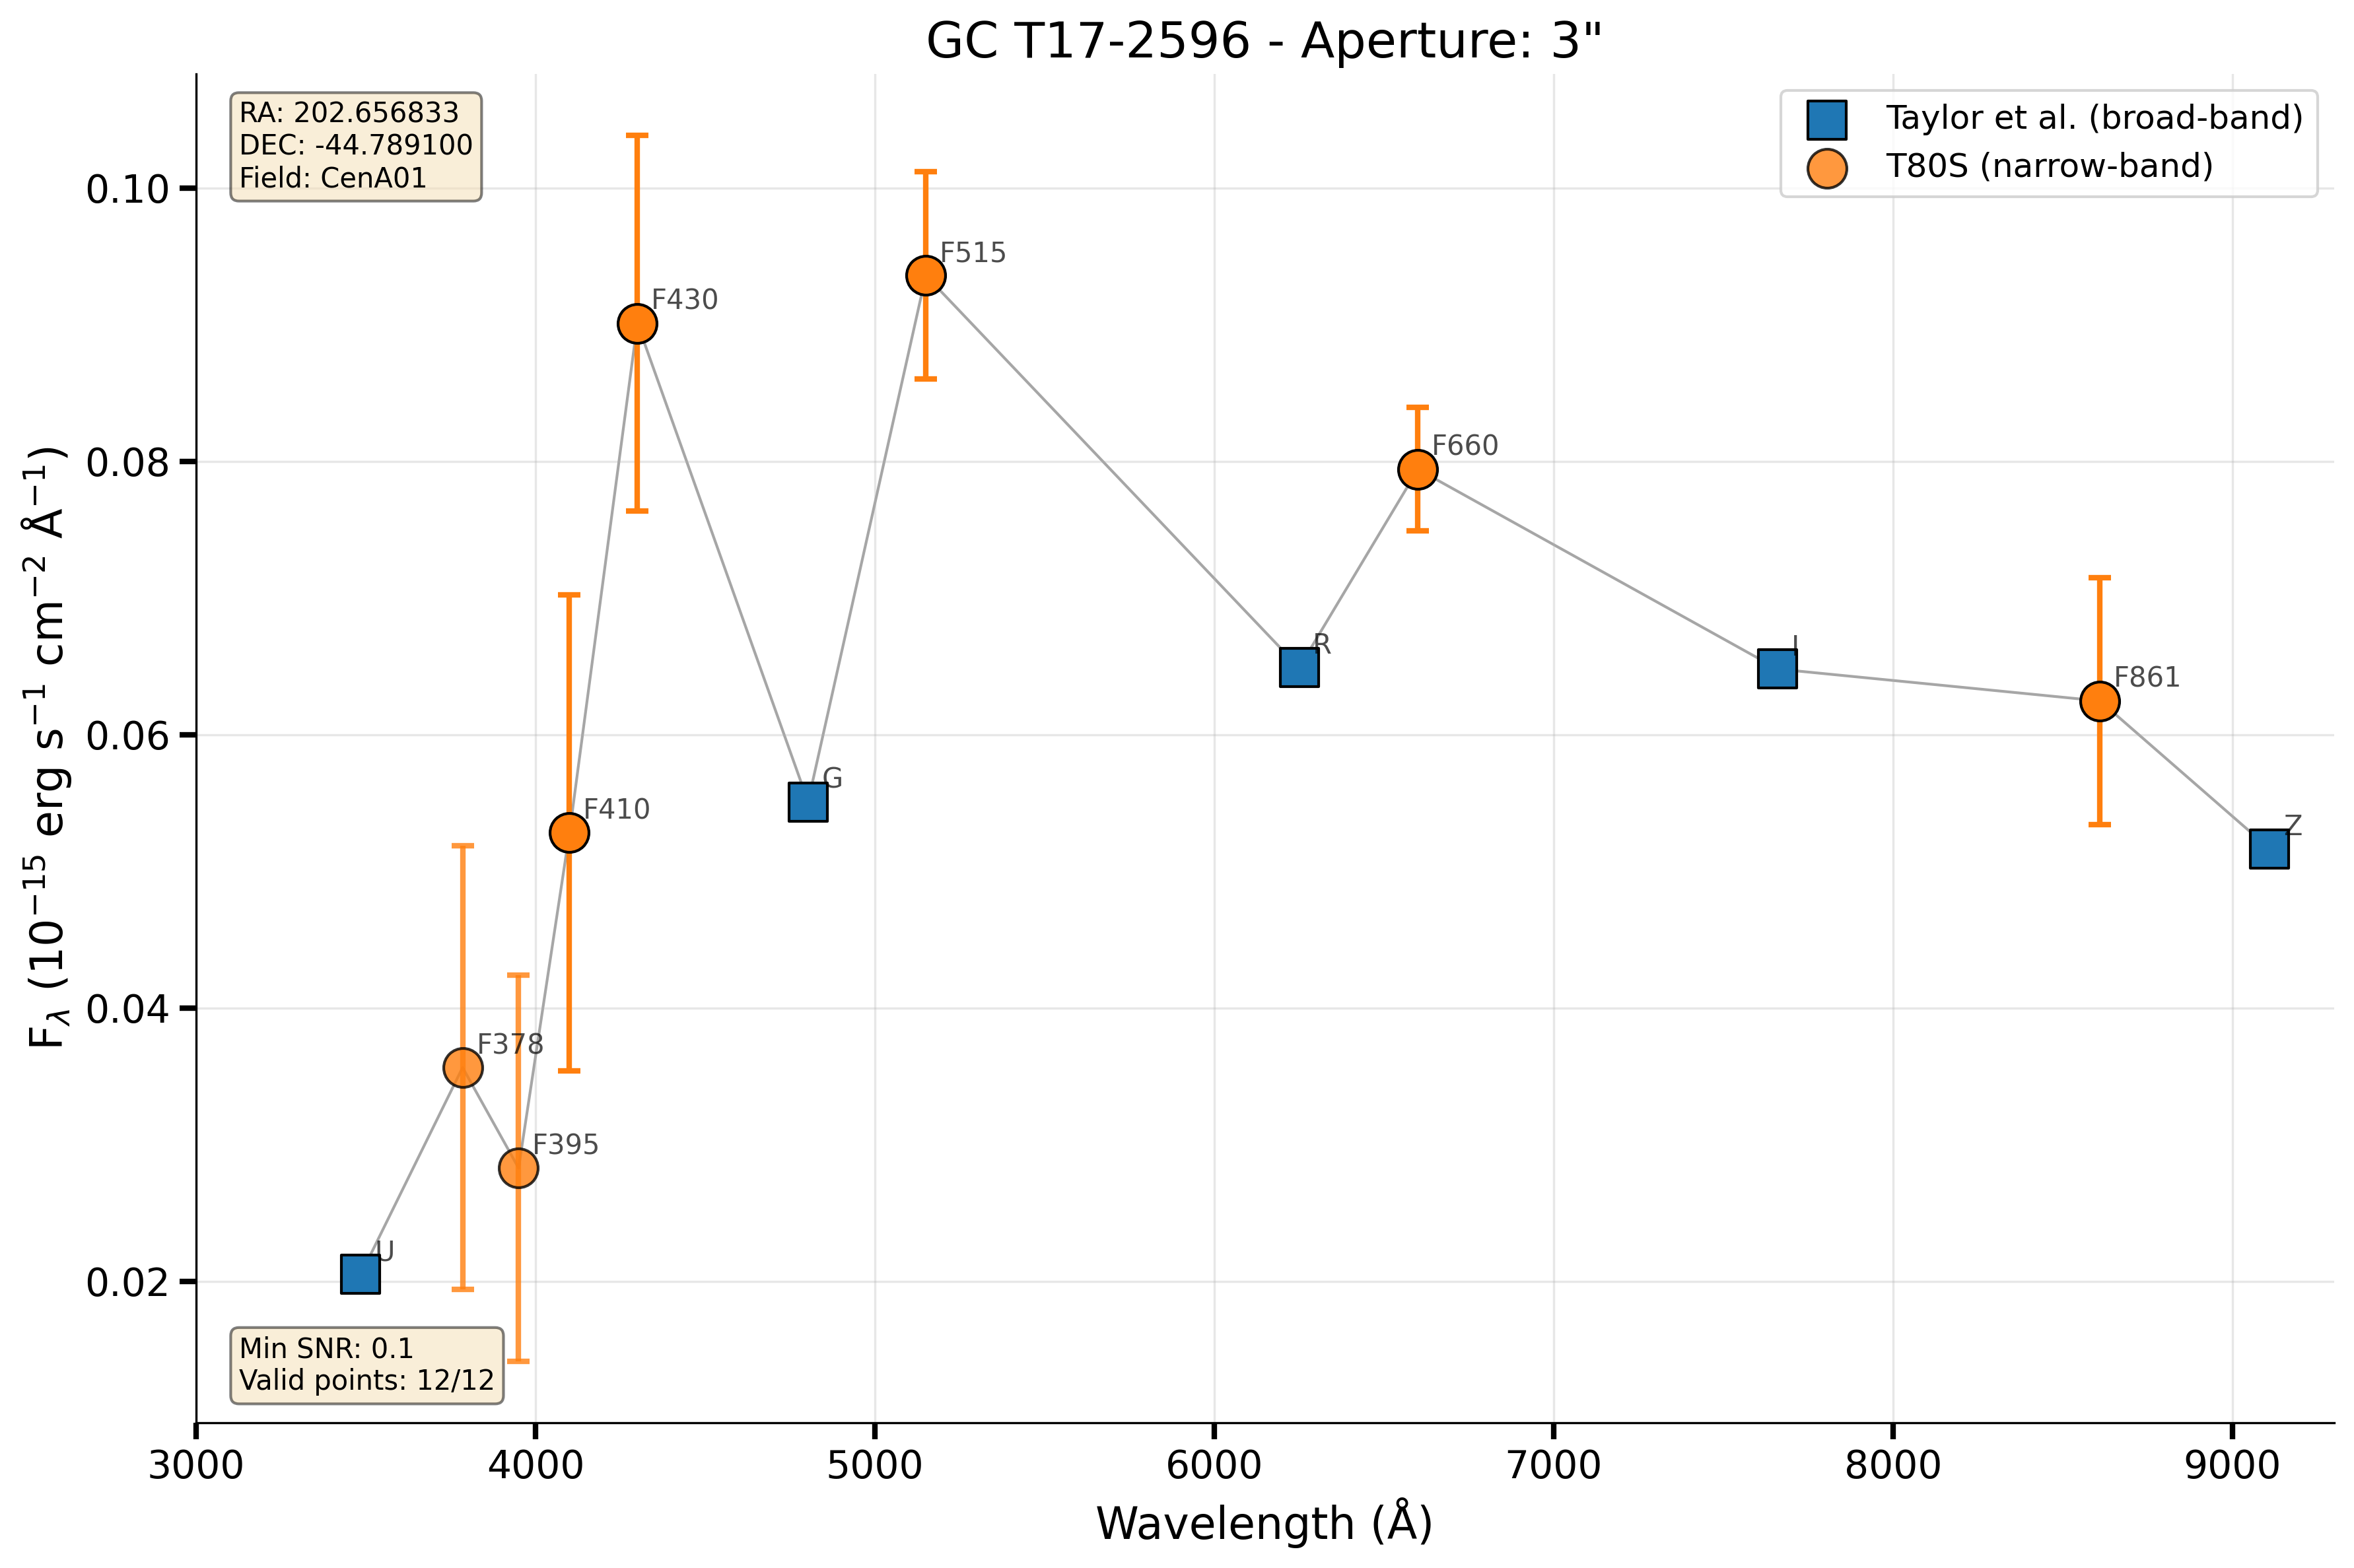 GC T17-2596 - Aperture: 3"
RA: 202.656833
DEC: -44.789100
Field: CenA01
Taylor et al. (broad-band)
T80S (narrow-band)
F_λ (10⁻¹⁵ erg s⁻¹ cm⁻² Å⁻¹)
0.10
0.08
0.06
0.04
0.02
F515
F430
F660
R
I
F861
G
Z
F410
F378
F395
U
Min SNR: 0.1
Valid points: 12/12
3000 4000 5000 6000 7000 8000 9000
Wavelength (Å)